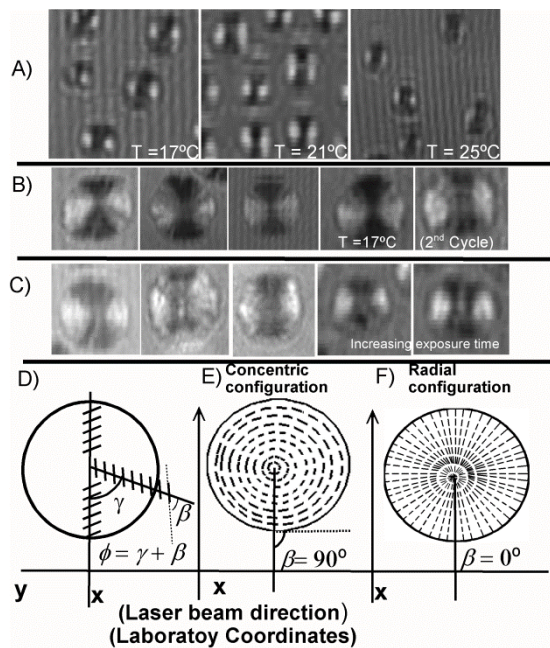 A)
T =17ºC
T = 21ºC
T = 25ºC
B)
T =17ºC
(2nd Cycle)
C)
Increasing exposure time
D)
E)
Concentric
configuration
F)
Radial
configuration
γ
β
ϕ = γ + β
β = 90º
β = 0º
y
x
x
x
(Laser beam direction)
(Laboratoy Coordinates)